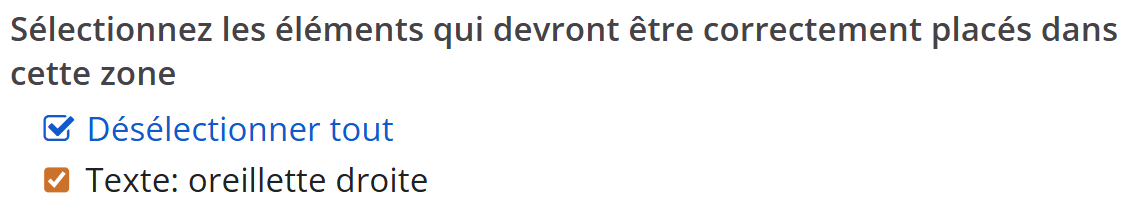 Sélectionnez les éléments qui devront être correctement placés dans
cette zone
Désélectionner tout
Texte: oreillette droite